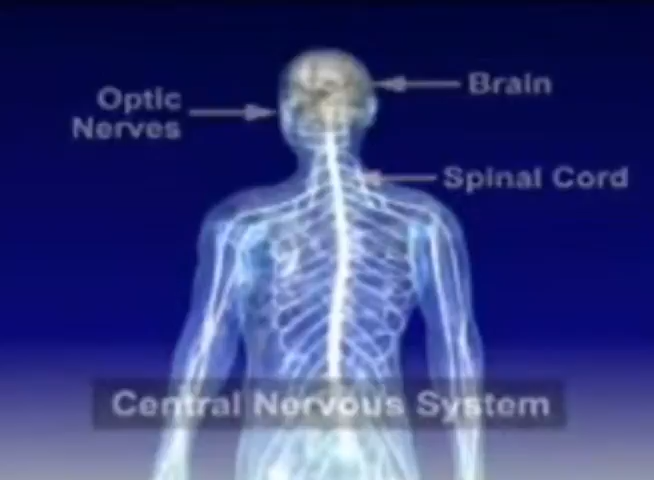 Optic
Nerves
Brain
Spinal Cord
Central Nervous System